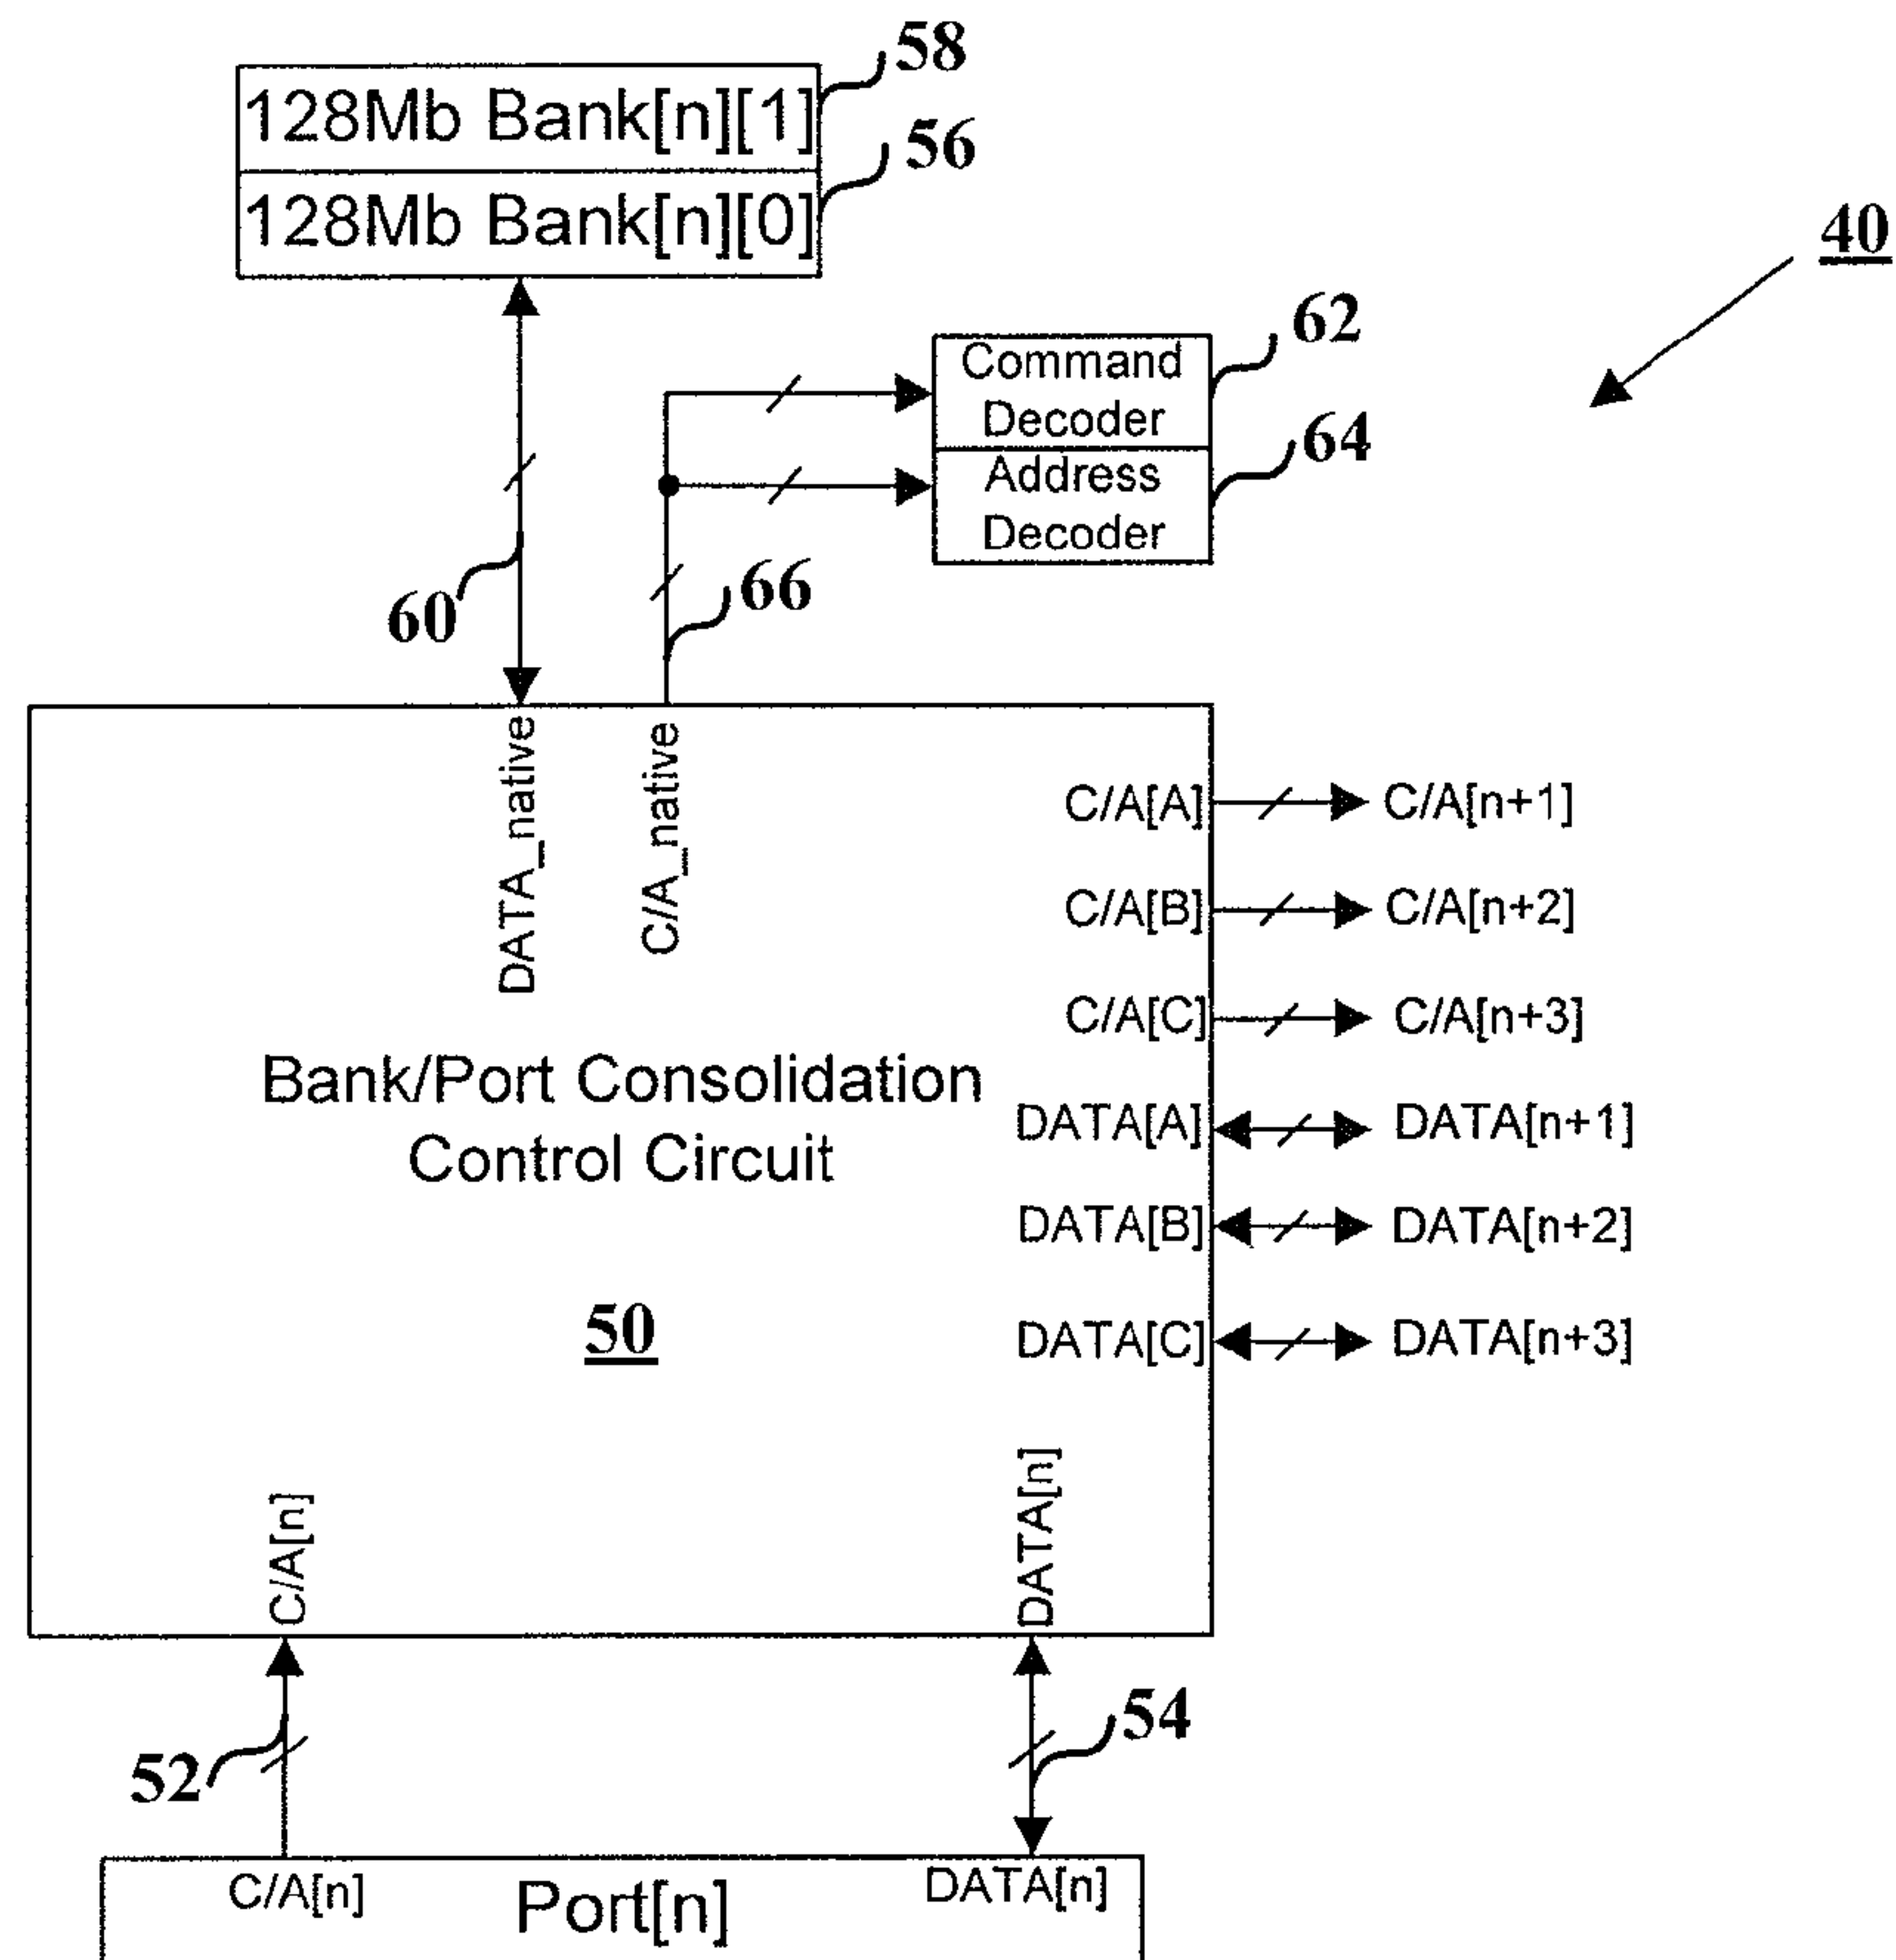 58
128Mb Bank[n][1]
56
128Mb Bank[n][0]
40
62
Command
Decoder
64
Address
Decoder
60
66
DATA_native
C/A_native
C/A[A]
C/A[n+1]
C/A[B]
C/A[n+2]
C/A[C]
C/A[n+3]
Bank/Port Consolidation
Control Circuit
DATA[A]
DATA[n+1]
DATA[B]
DATA[n+2]
50
DATA[C]
DATA[n+3]
C/A[n]
DATA[n]
52
54
C/A[n]
Port[n]
DATA[n]